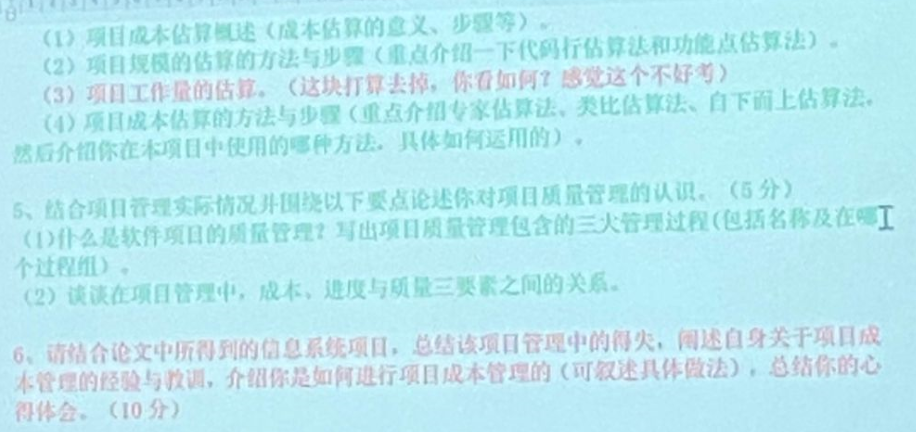 （1）项目成本估算概述（成本估算的意义、步骤等）。
（2）项目规模的估算的方法与步骤（重点介绍一下代码行估算法和功能点估算法）。
（3）项目工作量的估算。（这块打算去掉，你看如何？感觉这个不好考）
（4）项目成本估算的方法与步骤（重点介绍专家估算法、类比估算法、自下而上估算法，
然后介绍你在本项目中使用的哪种方法，具体如何运用的）。
5、结合项目管理实际情况并围绕以下要点论述你对项目质量管理的认识。（5 分）
（1)什么是软件项目的质量管理？写出项目质量管理包含的三大管理过程(包括名称及在哪
个过程组）。
（2）谈谈在项目管理中，成本、进度与质量三要素之间的关系。
6、请结合论文中所得到的信息系统项目，总结该项目管理中的得失，阐述自身关于项目成
本管理的经验与教训，介绍你是如何进行项目成本管理的（可叙述具体做法），总结你的心
得体会。（10 分）